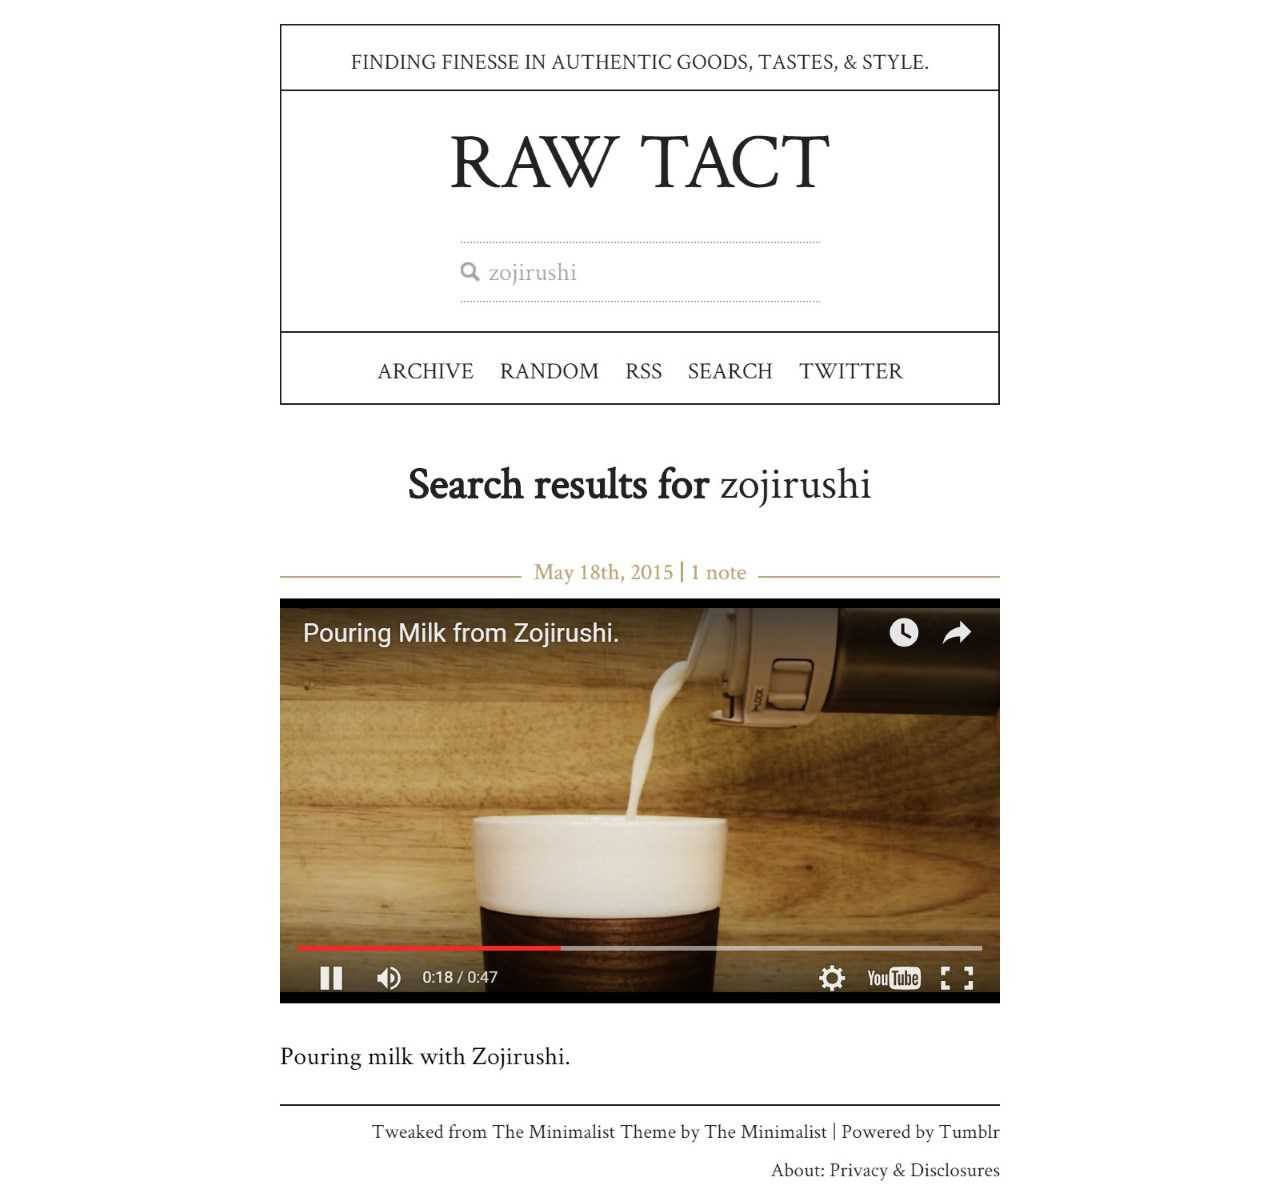 FINDING FINESSE IN AUTHENTIC GOODS, TASTES, & STYLE.
RAW TACT
zojirushi
ARCHIVE RANDOM RSS SEARCH TWITTER
Search results for zojirushi
May 18th, 2015 | 1 note
Pouring Milk from Zojirushi.
LOCK
0:18 / 0:47
YouTube
Pouring milk with Zojirushi.
Tweaked from The Minimalist Theme by The Minimalist | Powered by Tumblr
About: Privacy & Disclosures